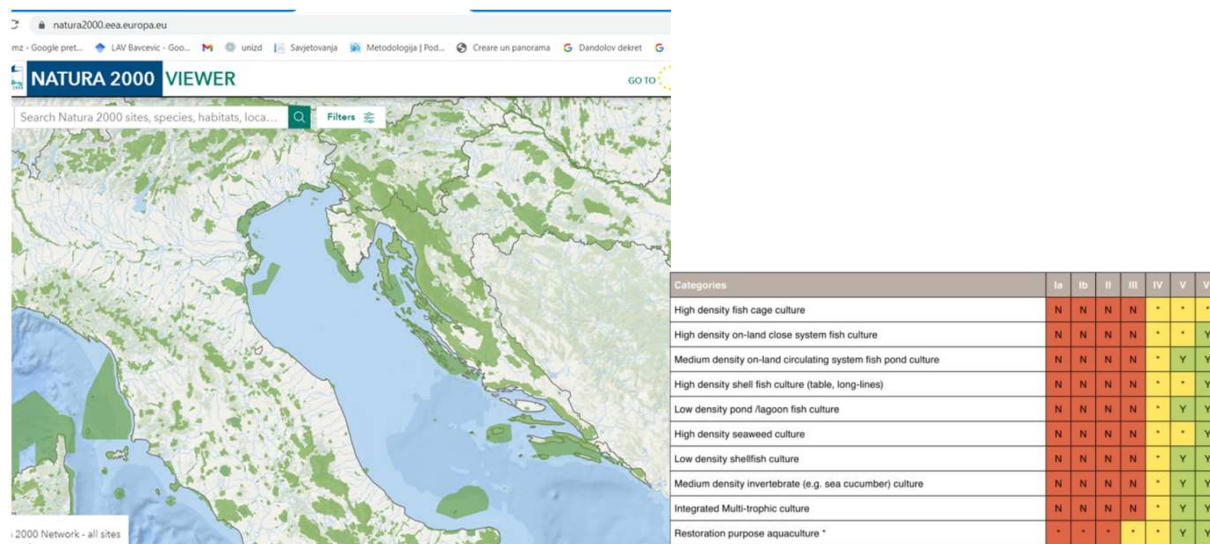 natura2000.eea.europa.eu
mz - Google pret... LAV Bavcevic - Goo... unizd Savjetovanja Metodologija | Pod... Creare un panorama Dandolov dekret
NATURA 2000 VIEWER
GO TO
Search Natura 2000 sites, species, habitats, loca... Filters
2000 Network - all sites
Categories Ia Ib II III IV V V
High density fish cage culture N N N N * * *
High density on-land close system fish culture N N N N * * Y
Medium density on-land circulating system fish pond culture N N N N * Y Y
High density shell fish culture (table, long-lines) N N N N * * Y
Low density pond /lagoon fish culture N N N N * Y Y
High density seaweed culture N N N N * * Y
Low density shellfish culture N N N N * Y Y
Medium density invertebrate (e.g. sea cucumber) culture N N N N * Y Y
Integrated Multi-trophic culture N N N N * Y Y
Restoration purpose aquaculture * * * * * * Y Y